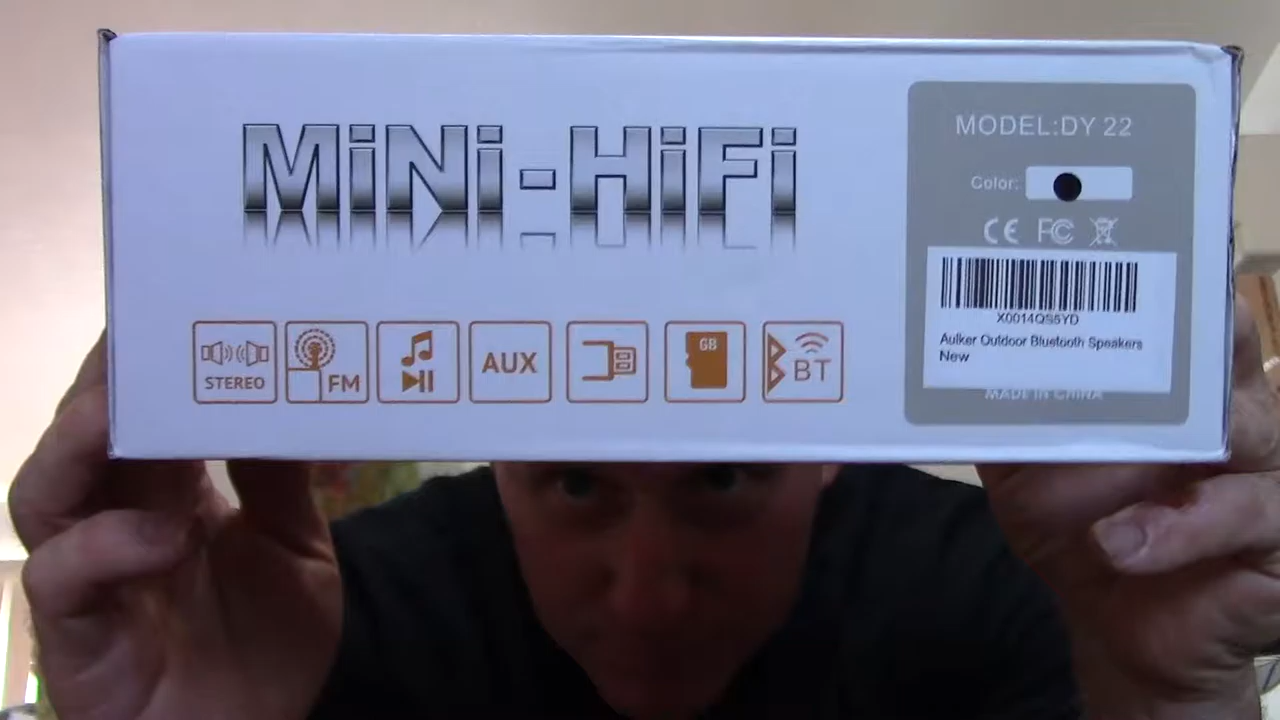 MiNi-HiFi
STEREO
FM
AUX
GB
BT
MODEL:DY 22
Color:
CE FC
X0014QS5YD
Aulker Outdoor Bluetooth Speakers
New
MADE IN CHINA